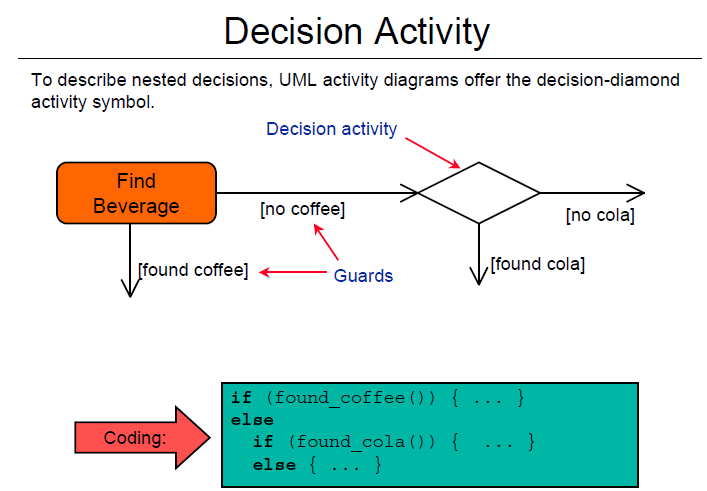 Decision Activity
To describe nested decisions, UML activity diagrams offer the decision-diamond
activity symbol.
Decision activity
Find
Beverage
[no coffee]
[no cola]
[found coffee]
Guards
[found cola]
Coding:
if (found_coffee()) { ... }
else
  if (found_cola()) {  ... }
  else { ... }